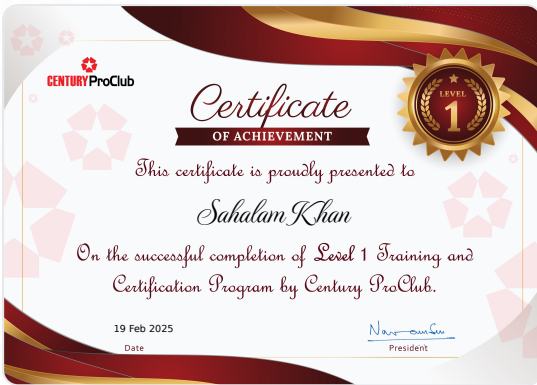 CENTURY ProClub
Certificate
OF ACHIEVEMENT
LEVEL
1
This certificate is proudly presented to
Sahalam Khan
On the successful completion of Level 1 Training and
Certification Program by Century ProClub.
19 Feb 2025
Date
President